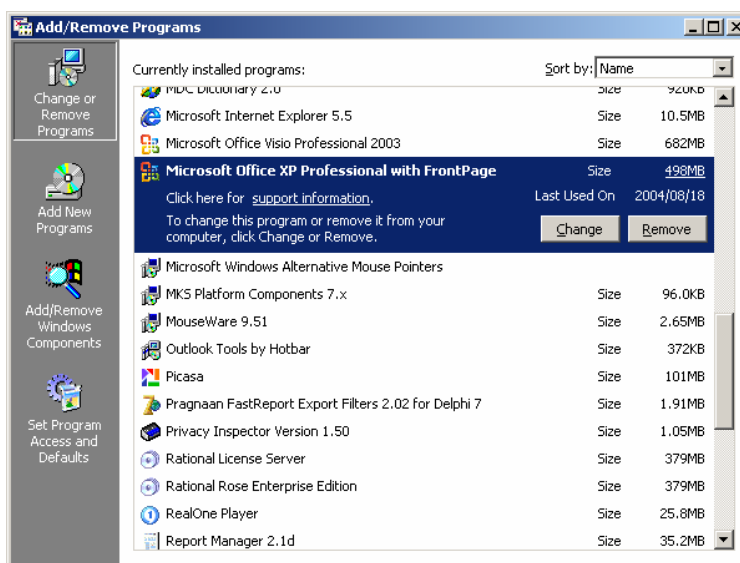 Add/Remove Programs
Change or
Remove
Programs
Add New
Programs
Add/Remove
Windows
Components
Set Program
Access and
Defaults
Currently installed programs:
Sort by: Name
MDC Dictionary 2.0 Size 920KB
Microsoft Internet Explorer 5.5 Size 10.5MB
Microsoft Office Visio Professional 2003 Size 682MB
Microsoft Office XP Professional with FrontPage Size 498MB
Click here for support information. Last Used On 2004/08/18
To change this program or remove it from your
computer, click Change or Remove.
Change Remove
Microsoft Windows Alternative Mouse Pointers
MKS Platform Components 7.x Size 96.0KB
MouseWare 9.51 Size 2.65MB
Outlook Tools by Hotbar Size 372KB
Picasa Size 101MB
Pragnaan FastReport Export Filters 2.02 for Delphi 7 Size 1.91MB
Privacy Inspector Version 1.50 Size 1.05MB
Rational License Server Size 379MB
Rational Rose Enterprise Edition Size 379MB
RealOne Player Size 25.8MB
Report Manager 2.1d Size 35.2MB